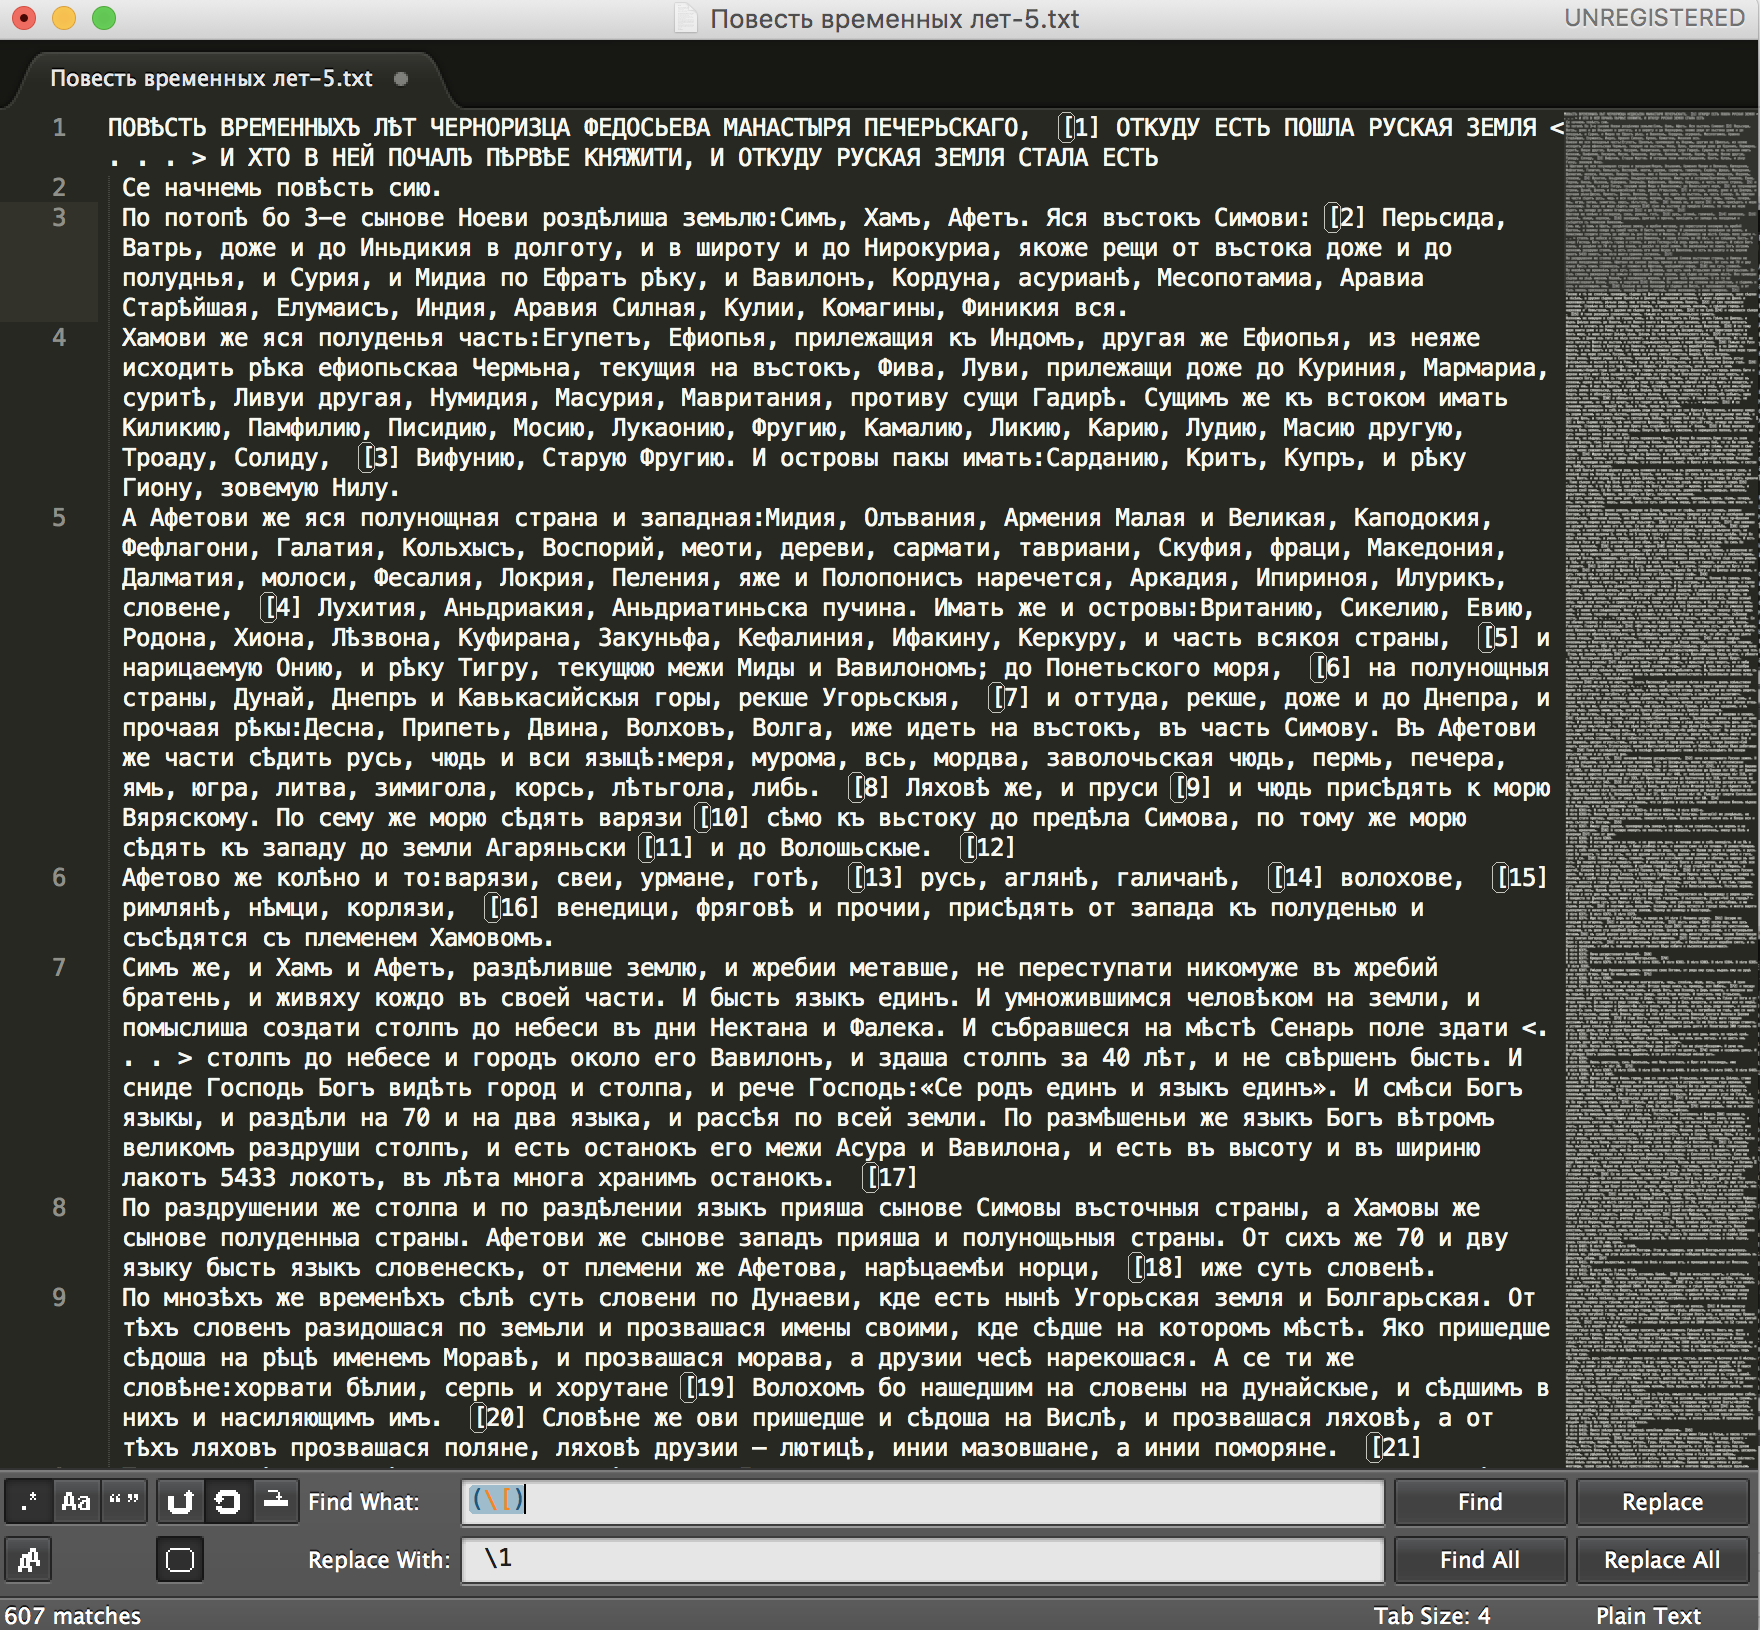 Повесть временных лет-5.txt
UNREGISTERED
Повесть временных лет-5.txt
1 ПОВѢСТЬ ВРЕМЕННЫХЪ ЛѢТ ЧЕРНОРИЗЦА ФЕДОСЬЕВА МАНАСТЫРЯ ПЕЧЕРЬСКАГО,  [1] ОТКУДУ ЕСТЬ ПОШЛА РУСКАЯ ЗЕМЛЯ <
. . . > И ХТО В НЕЙ ПОЧАЛЪ ПѢРВѢЕ КНЯЖИТИ, И ОТКУДУ РУСКАЯ ЗЕМЛЯ СТАЛА ЕСТЬ
2 Се начнемь повѣсть сию.
3 По потопѣ бо 3-е сынове Ноеви роздѣлиша земьлю:Симъ, Хамъ, Афетъ. Яся въстокъ Симови: [2] Перьсида,
Ватрь, доже и до Иньдикия в долготу, и в широту и до Нирокуриа, якоже рещи от въстока доже и до
полуднья, и Сурия, и Мидиа по Ефратъ рѣку, и Вавилонъ, Кордуна, асурианѣ, Месопотамиа, Аравиа
Старѣйшая, Елумаисъ, Индия, Аравия Силная, Кулии, Комагины, Финикия вся.
4 Хамови же яся полуденья часть:Егупетъ, Ефиопья, прилежащия къ Индомъ, другая же Ефиопья, из неяже
исходить рѣка ефиопьскаа Чермьна, текущия на въстокъ, Фива, Луви, прилежащи доже до Куриния, Мармариа,
суритѣ, Ливуи другая, Нумидия, Масурия, Мавритания, противу сущи Гадирѣ. Сущимъ же къ встоком имать
Киликию, Памфилию, Писидию, Мосию, Лукаонию, Фругию, Камалию, Ликию, Карию, Лудию, Масию другую,
Троаду, Солиду,  [3] Вифунию, Старую Фругию. И островы пакы имать:Сарданию, Критъ, Купръ, и рѣку
Гиону, зовемую Нилу.
5 А Афетови же яся полунощная страна и западная:Мидия, Олъвания, Армения Малая и Великая, Каподокия,
Фефлагони, Галатия, Кольхысъ, Воспорий, меоти, дереви, сармати, тавриани, Скуфия, фраци, Македония,
Далматия, молоси, Фесалия, Локрия, Пеления, яже и Полопонисъ наречется, Аркадия, Ипириноя, Илурикъ,
словене,  [4] Лухития, Аньдриакия, Аньдриатиньска пучина. Имать же и островы:Вританию, Сикелию, Евию,
Родона, Хиона, Лѣзвона, Куфирана, Закуньфа, Кефалиния, Ифакину, Керкуру, и часть всякоя страны,  [5] и
нарицаемую Онию, и рѣку Тигру, текущюю межи Миды и Вавилономъ; до Понетьского моря,  [6] на полунощныя
страны, Дунай, Днепръ и Кавькасийскыя горы, рекше Угорьскыя,  [7] и оттуда, рекше, доже и до Днепра, и
прочаая рѣкы:Десна, Припеть, Двина, Волховъ, Волга, иже идеть на въстокъ, въ часть Симову. Въ Афетови
же части сѣдить русь, чюдь и вси языцѣ:меря, мурома, всь, мордва, заволочьская чюдь, пермь, печера,
ямь, югра, литва, зимигола, корсь, лѣтьгола, либь.  [8] Ляховѣ же, и пруси [9] и чюдь присѣдять к морю
Вяряскому. По сему же морю сѣдять варязи [10] сѣмо къ вьстоку до предѣла Симова, по тому же морю
сѣдять къ западу до земли Агаряньски [11] и до Волошьскые.  [12]
6 Афетово же колѣно и то:варязи, свеи, урмане, готѣ,  [13] русь, аглянѣ, галичанѣ,  [14] волохове,  [15]
римлянѣ, нѣмци, корлязи,  [16] венедици, фряговѣ и прочии, присѣдять от запада къ полуденью и
съсѣдятся съ племенем Хамовомъ.
7 Симъ же, и Хамъ и Афетъ, раздѣливше землю, и жребии метавше, не переступати никомуже въ жребий
братень, и живяху кождо въ своей части. И бысть языкъ единъ. И умножившимся человѣком на земли, и
помыслиша создати столпъ до небеси въ дни Нектана и Фалека. И събравшеся на мѣстѣ Сенарь поле здати <.
. . > столпъ до небесе и городъ около его Вавилонъ, и здаша столпъ за 40 лѣт, и не свѣршенъ бысть. И
сниде Господь Богъ видѣть город и столпа, и рече Господь:«Се родъ единъ и языкъ единъ». И смѣси Богъ
языкы, и раздѣли на 70 и на два языка, и рассѣя по всей земли. По размѣшеньи же языкъ Богъ вѣтромъ
великомъ раздруши столпъ, и есть останокъ его межи Асура и Вавилона, и есть въ высоту и въ ширину
лакотъ 5433 локотъ, въ лѣта многа хранимъ останокъ.  [17]
8 По раздрушении же столпа и по раздѣлении языкъ прияша сынове Симовы въсточныя страны, а Хамовы же
сынове полуденныа страны. Афетови же сынове западъ прияша и полунощьныя страны. От сихъ же 70 и дву
языку бысть языкъ словенескъ, от племени же Афетова, нарѣцаемѣи норци,  [18] иже суть словенѣ.
9 По мнозѣхъ же временѣхъ сѣлѣ суть словени по Дунаеви, кде есть нынѣ Угорьская земля и Болгарьская. От
тѣхъ словенъ разидошася по земьли и прозвашася имены своими, кде сѣдше на которомъ мѣстѣ. Яко пришедше
сѣдоша на рѣцѣ именемъ Моравѣ, и прозвашася морава, а друзии чесѣ нарекошася. А се ти же
словѣне:хорвати бѣлии, серпь и хорутане [19] Волохомъ бо нашедшим на словены на дунайскые, и сѣдшимъ в
нихъ и насиляющимъ имъ.  [20] Словѣне же ови пришедше и сѣдоша на Вислѣ, и прозвашася ляховѣ, а от
тѣхъ ляховъ прозвашася поляне, ляховѣ друзии – лютицѣ, инии мазовшане, а инии поморяне.  [21]
.* Aa “” Find What: (\[) Find Replace
Replace With: \1 Find All Replace All
607 matches Tab Size: 4 Plain Text